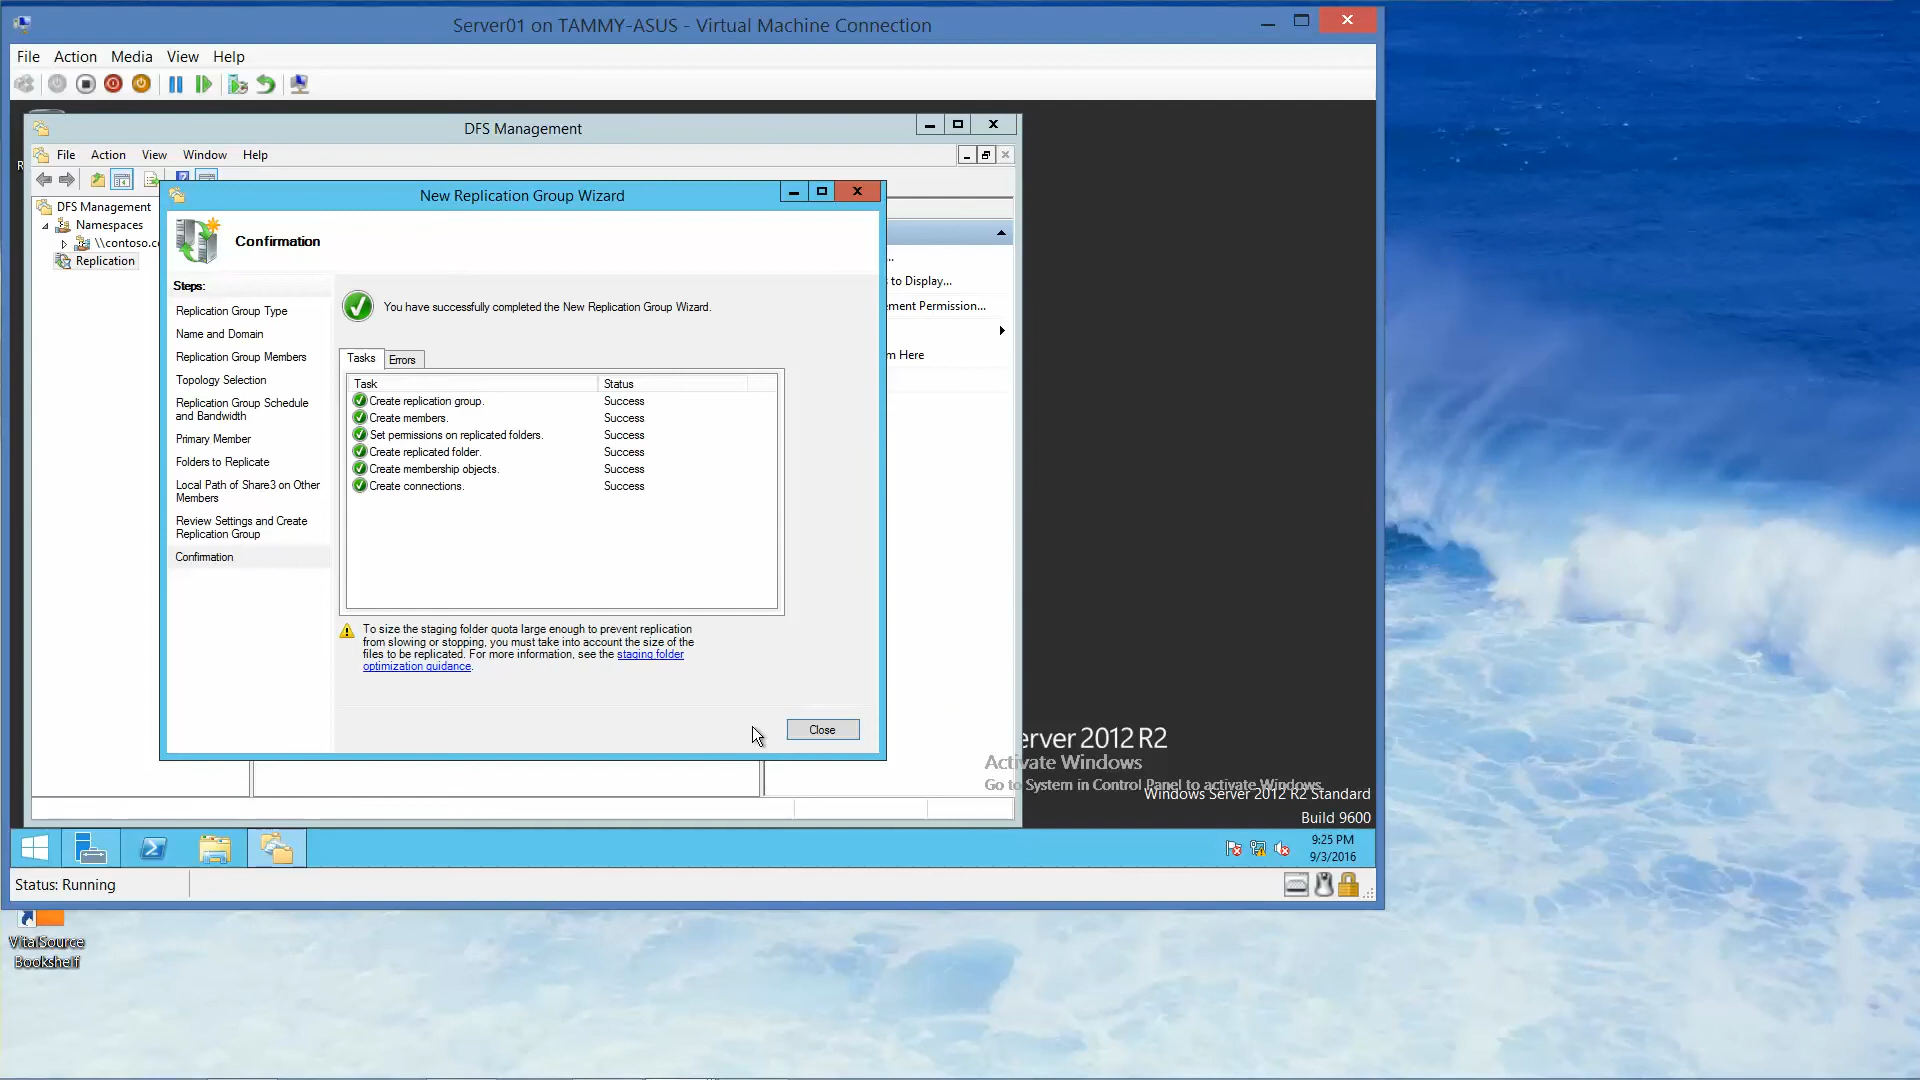 Server01 on TAMMY-ASUS - Virtual Machine Connection
File Action Media View Help
DFS Management
File Action View Window Help
New Replication Group Wizard
DFS Management
Namespaces
\\contoso.c
Replication
Confirmation
Steps:
Replication Group Type
Name and Domain
Replication Group Members
Topology Selection
Replication Group Schedule
and Bandwidth
Primary Member
Folders to Replicate
Local Path of Share3 on Other
Members
Review Settings and Create
Replication Group
Confirmation
You have successfully completed the New Replication Group Wizard.
Tasks Errors
Task Status
Create replication group. Success
Create members. Success
Set permissions on replicated folders. Success
Create replicated folder. Success
Create membership objects. Success
Create connections. Success
To size the staging folder quota large enough to prevent replication
from slowing or stopping, you must take into account the size of the
files to be replicated. For more information, see the staging folder
optimization guidance.
Close
...
to Display...
ement Permission...
m Here
erver 2012 R2
Activate Windows
Go to System in Control Panel to activate Windows.
Windows Server 2012 R2 Standard
Build 9600
9:25 PM
9/3/2016
Status: Running
VitalSource
Bookshelf